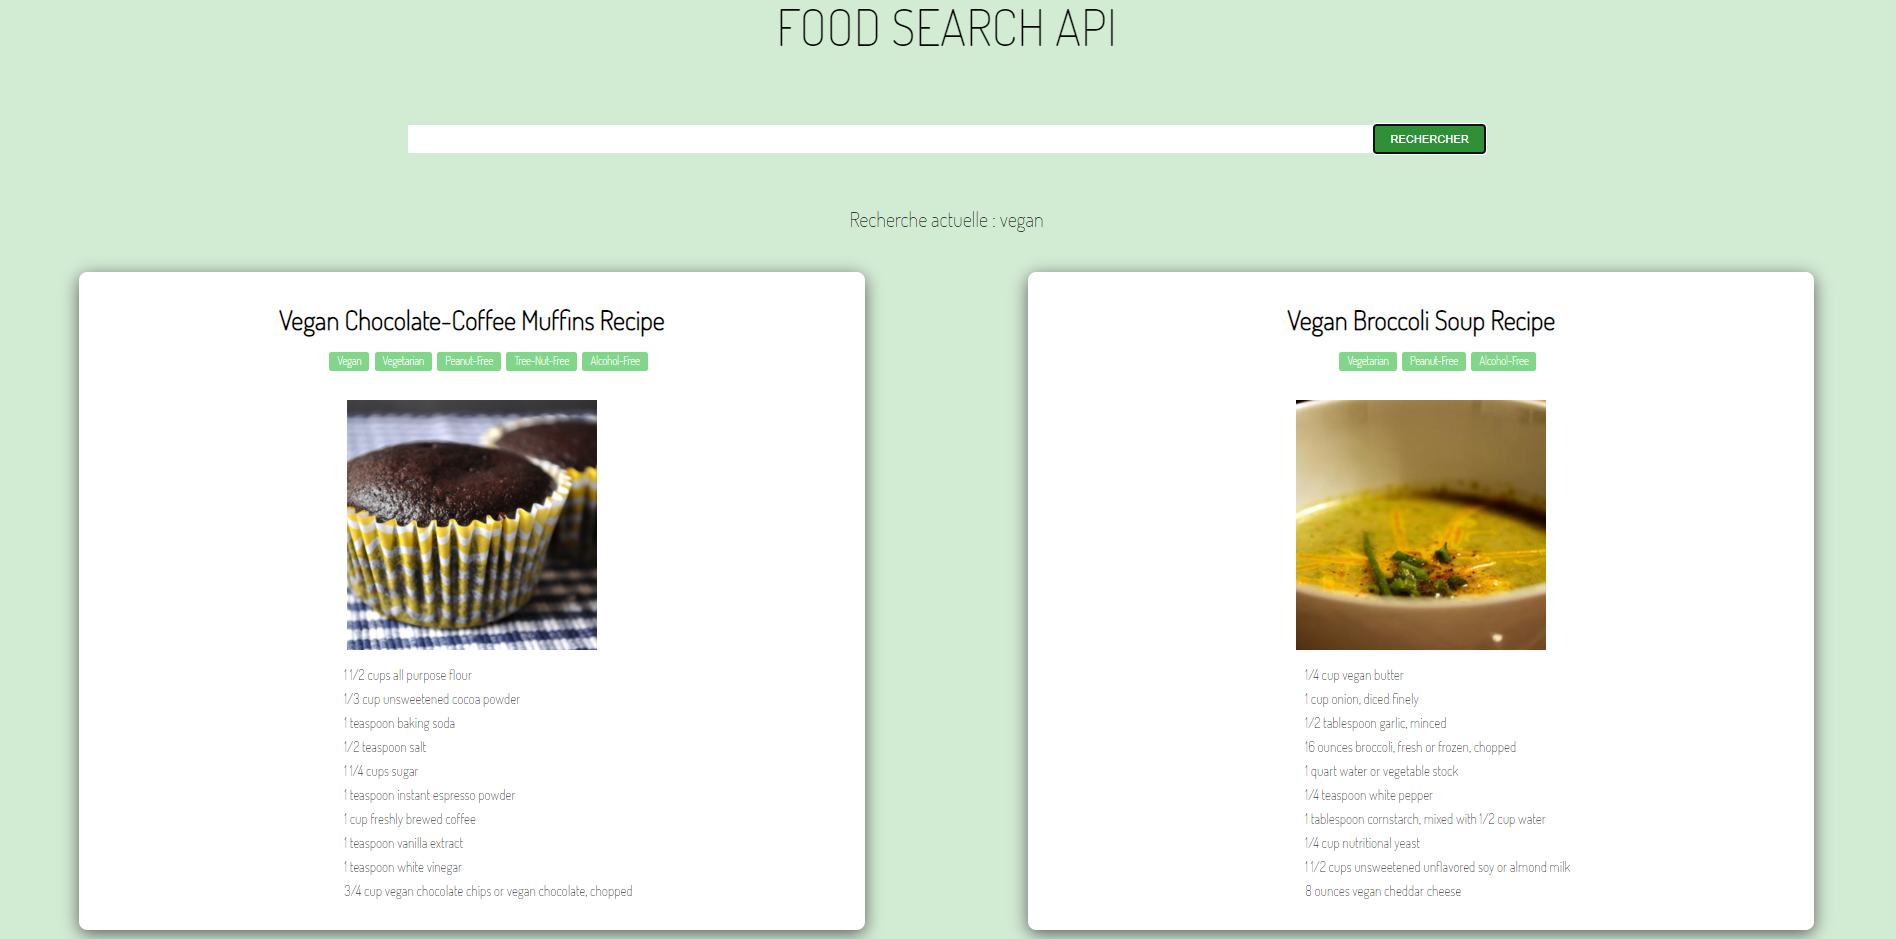 FOOD SEARCH API
RECHERCHER
Recherche actuelle : vegan
Vegan Chocolate-Coffee Muffins Recipe
Vegan Vegetarian Peanut-Free Tree-Nut-Free Alcohol-Free
1 1/2 cups all purpose flour
1/3 cup unsweetened cocoa powder
1 teaspoon baking soda
1/2 teaspoon salt
1 1/4 cups sugar
1 teaspoon instant espresso powder
1 cup freshly brewed coffee
1 teaspoon vanilla extract
1 teaspoon white vinegar
3/4 cup vegan chocolate chips or vegan chocolate, chopped
Vegan Broccoli Soup Recipe
Vegetarian Peanut-Free Alcohol-Free
1/4 cup vegan butter
1 cup onion, diced finely
1/2 tablespoon garlic, minced
16 ounces broccoli, fresh or frozen, chopped
1 quart water or vegetable stock
1/4 teaspoon white pepper
1 tablespoon cornstarch, mixed with 1/2 cup water
1/4 cup nutritional yeast
1 1/2 cups unsweetened unflavored soy or almond milk
8 ounces vegan cheddar cheese